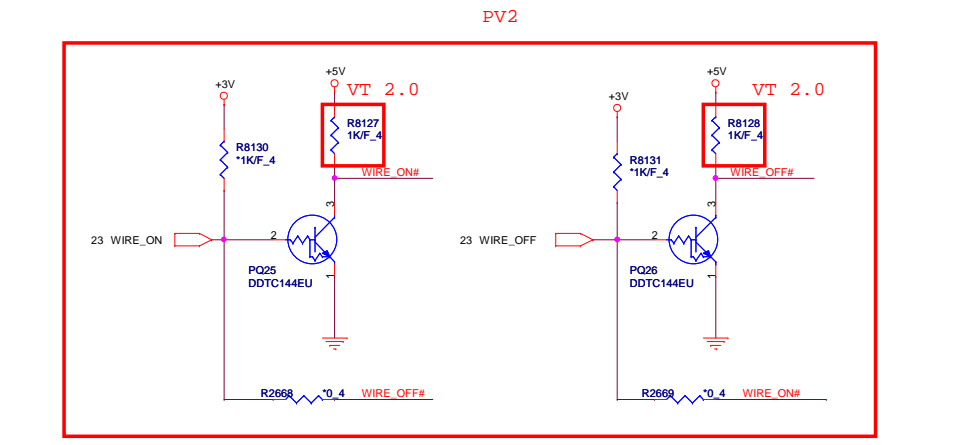 PV2
+5V
VT 2.0
+3V
R8127
1K/F_4
R8130
*1K/F_4
WIRE_ON#
3
23 WIRE_ON
2
PQ25
DDTC144EU
1
R2668
*0_4
WIRE_OFF#
+5V
VT 2.0
+3V
R8128
1K/F_4
R8131
*1K/F_4
WIRE_OFF#
3
23 WIRE_OFF
2
PQ26
DDTC144EU
1
R2669
*0_4
WIRE_ON#